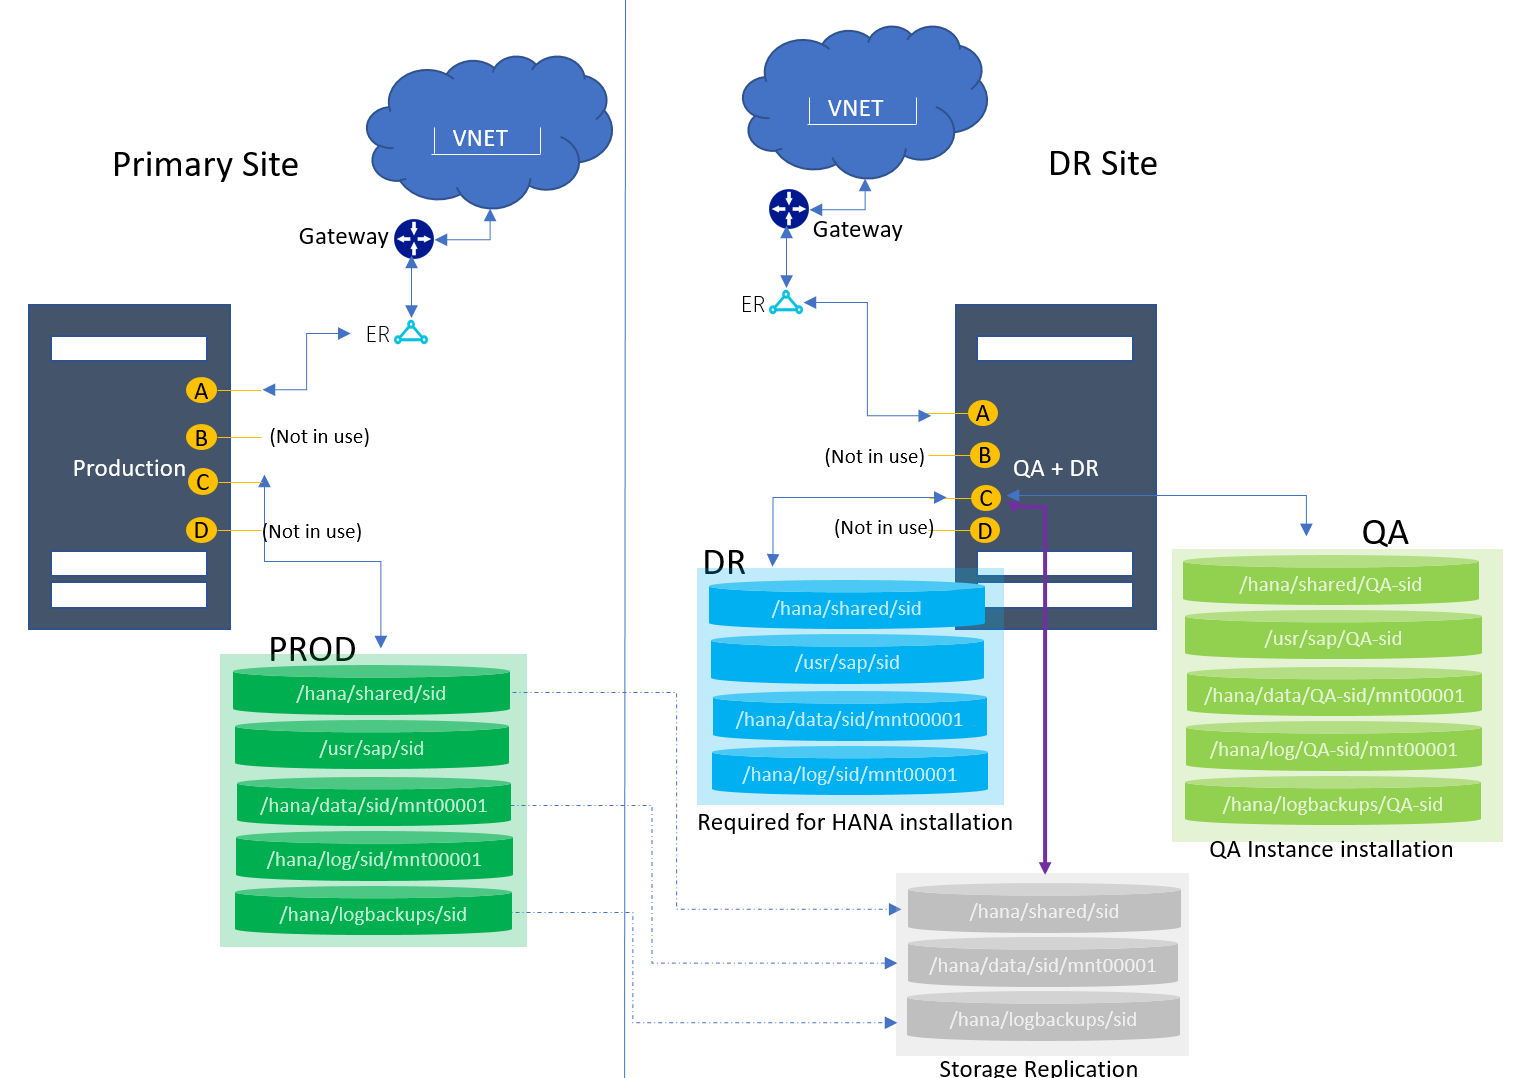 Primary Site
VNET
Gateway
ER
A
B
(Not in use)
Production
C
D
(Not in use)
PROD
/hana/shared/sid
/usr/sap/sid
/hana/data/sid/mnt00001
/hana/log/sid/mnt00001
/hana/logbackups/sid
DR Site
VNET
Gateway
ER
A
(Not in use)
B
QA + DR
C
(Not in use)
D
DR
/hana/shared/sid
/usr/sap/sid
/hana/data/sid/mnt00001
/hana/log/sid/mnt00001
Required for HANA installation
QA
/hana/shared/QA-sid
/usr/sap/QA-sid
/hana/data/QA-sid/mnt00001
/hana/log/QA-sid/mnt00001
/hana/logbackups/QA-sid
QA Instance installation
/hana/shared/sid
/hana/data/sid/mnt00001
/hana/logbackups/sid
Storage Replication